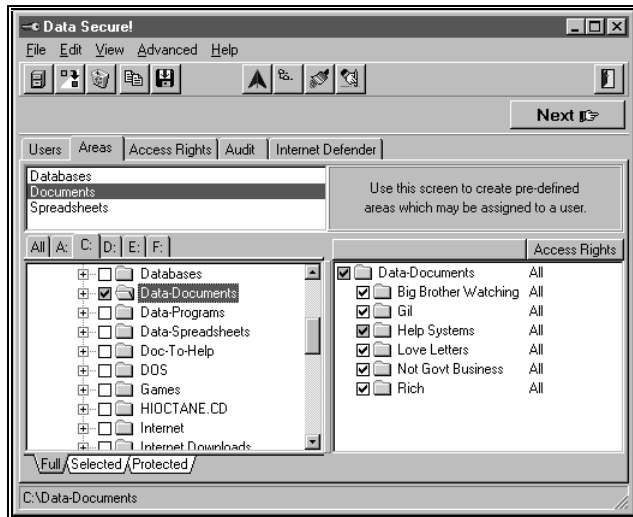 Data Secure!
File Edit View Advanced Help
Next
Users Areas Access Rights Audit Internet Defender
Databases
Documents
Spreadsheets
Use this screen to create pre-defined
areas which may be assigned to a user.
All A: C: D: E: F:
Access Rights
Databases
Data-Documents
Data-Programs
Data-Spreadsheets
Doc-To-Help
DOS
Games
HIOCTANE.CD
Internet
Internet Downloads
Data-Documents All
Big Brother Watching All
Gil All
Help Systems All
Love Letters All
Not Govt Business All
Rich All
Full Selected Protected
C:\Data-Documents